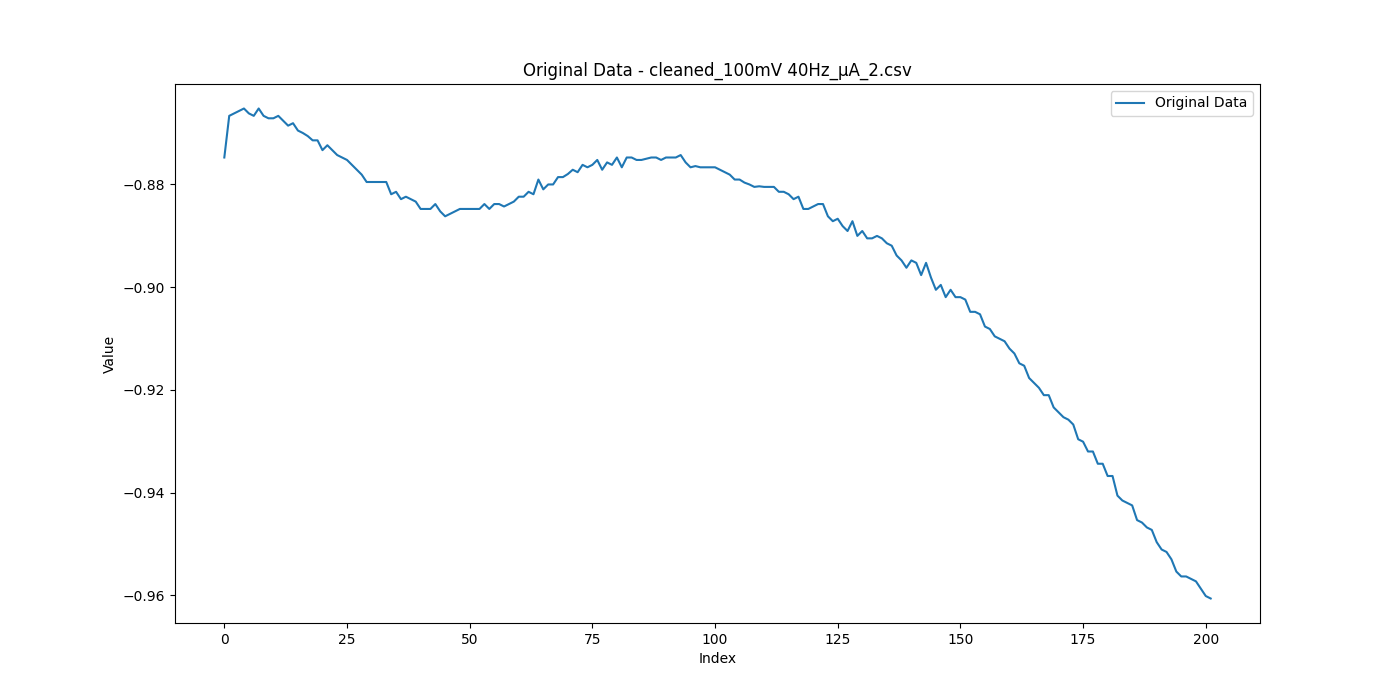 Original Data - cleaned_100mV 40Hz_μA_2.csv
Original Data
Value
−0.88
−0.90
−0.92
−0.94
−0.96
0 25 50 75 100 125 150 175 200
Index